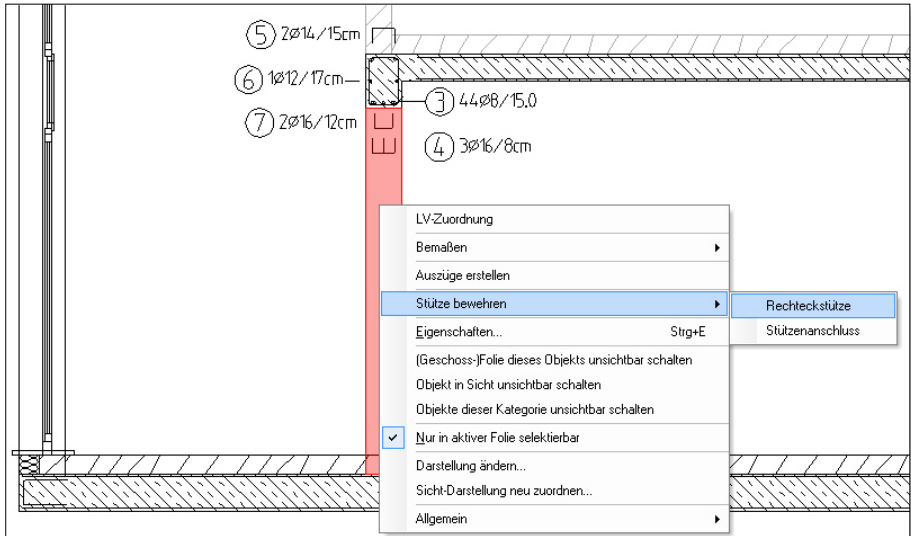 5 2Ø14/15cm
6 1Ø12/17cm
3 44Ø8/15.0
7 2Ø16/12cm
4 3Ø16/8cm
LV-Zuordnung
Bemaßen
Auszüge erstellen
Stütze bewehren
Rechteckstütze
Eigenschaften... Strg+E
Stützenanschluss
(Geschoss-)Folie dieses Objekts unsichtbar schalten
Objekt in Sicht unsichtbar schalten
Objekte dieser Kategorie unsichtbar schalten
Nur in aktiver Folie selektierbar
Darstellung ändern...
Sicht-Darstellung neu zuordnen...
Allgemein